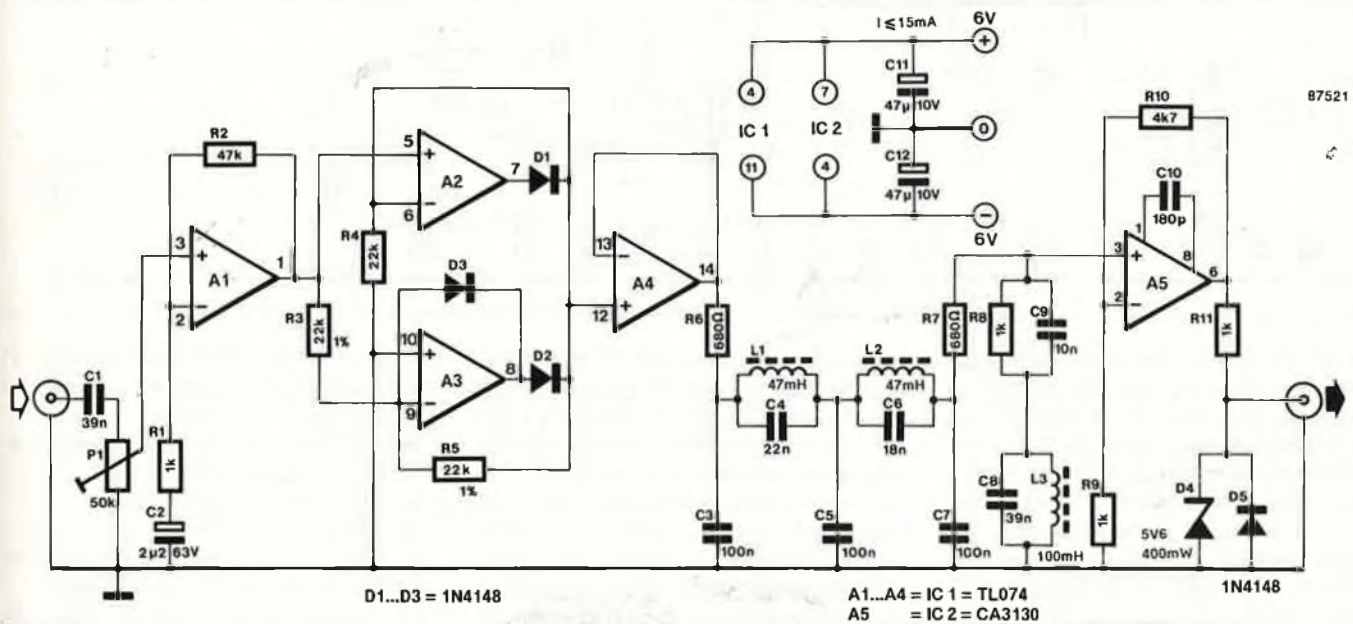 I ≤ 15mA
6V
+
C11
47µ 10V
4
7
IC 1
IC 2
0
11
4
C12
47µ 10V
−
6V
87521
R10
4k7
C10
180p
R2
47k
5
+
A2
7
D1
−
6
R4
22k
3
+
A1
1
−
2
13
−
A4
14
+
12
3
+
1
A5
8
6
−
2
R11
1k
D3
R3
22k
1%
10
+
A3
8
D2
−
9
R6
680Ω
L1
47mH
C4
22n
L2
47mH
C6
18n
R7
680Ω
R8
1k
C9
10n
C1
39n
P1
50k
R1
1k
C2
2µ2 63V
R5
22k
1%
C3
100n
C5
100n
C7
100n
C8
39n
L3
100mH
R9
1k
D4
5V6
400mW
D5
1N4148
D1...D3 = 1N4148
A1...A4 = IC 1 = TL074
A5 = IC 2 = CA3130